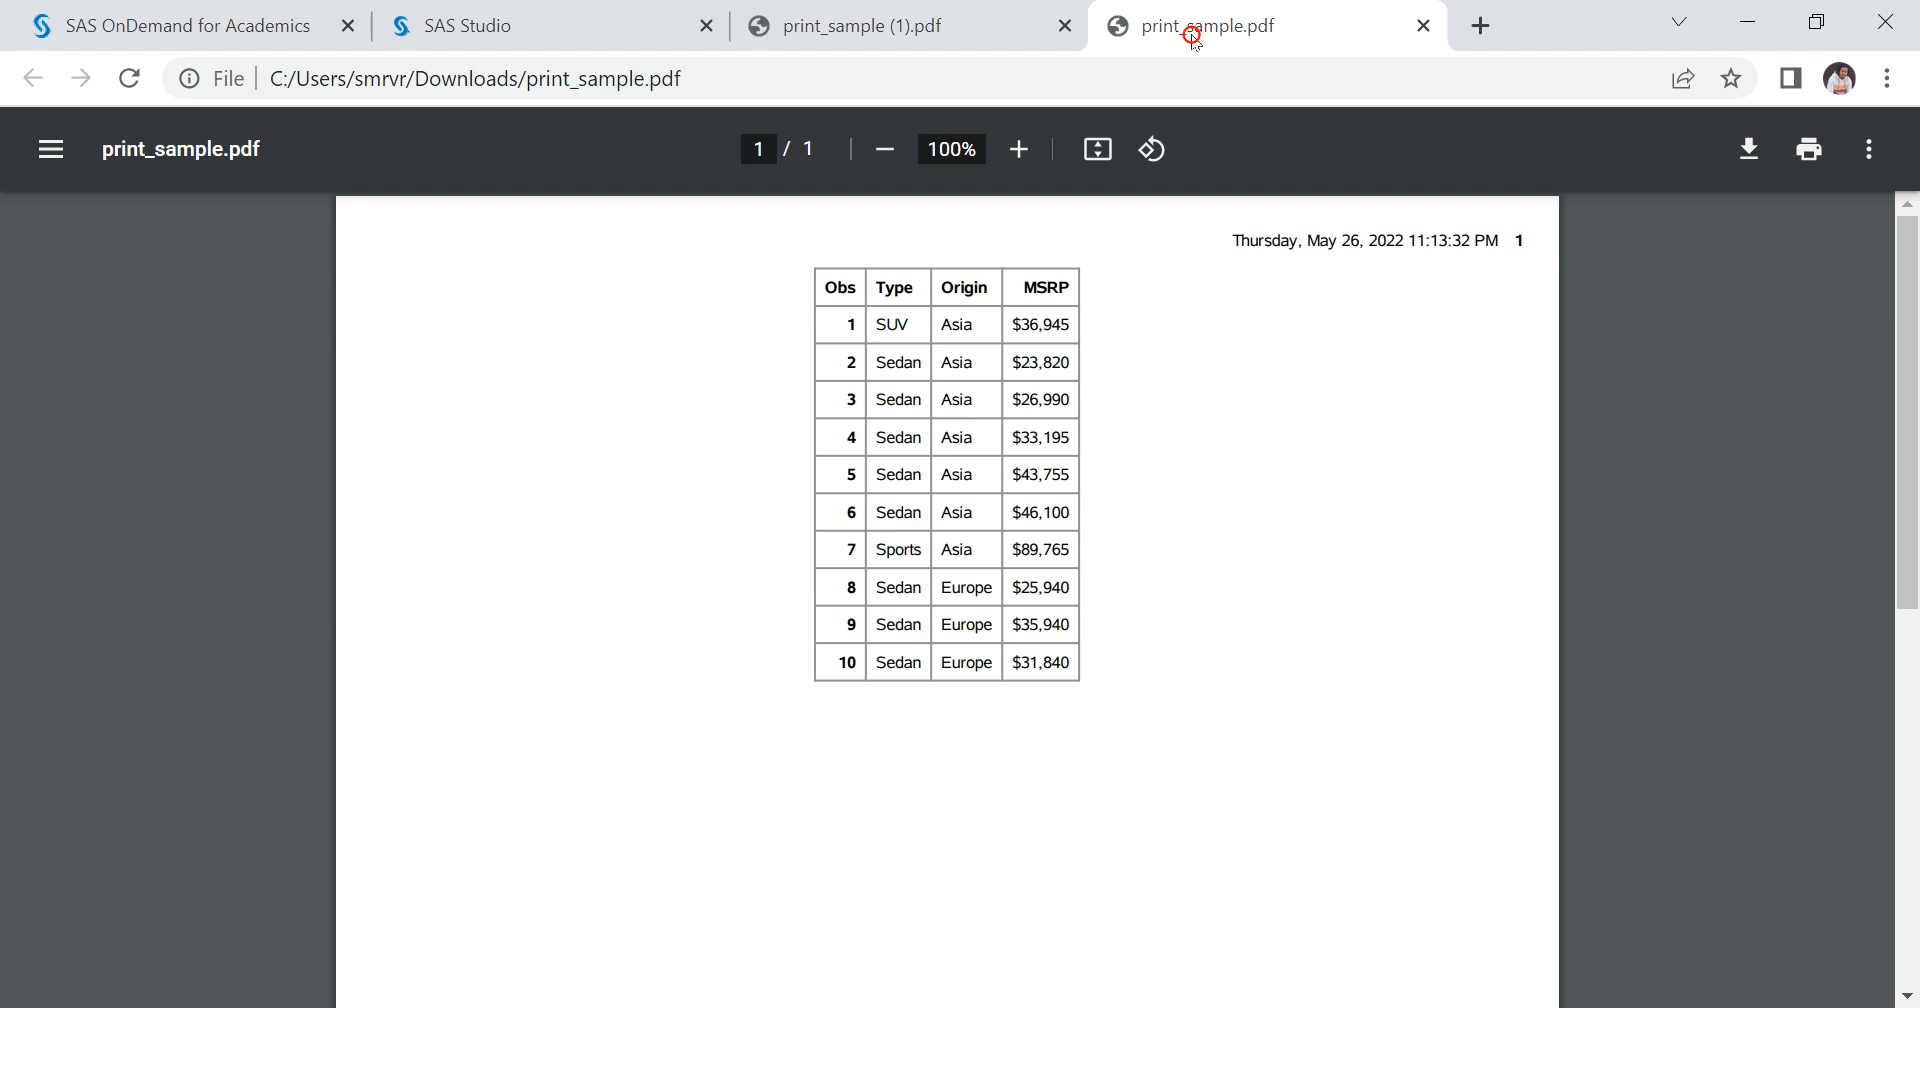 SAS OnDemand for Academics
SAS Studio
print_sample (1).pdf
print_sample.pdf
File C:/Users/smrvr/Downloads/print_sample.pdf
print_sample.pdf
1 / 1
100%
Thursday, May 26, 2022 11:13:32 PM 1
Obs Type Origin MSRP
1 SUV Asia $36,945
2 Sedan Asia $23,820
3 Sedan Asia $26,990
4 Sedan Asia $33,195
5 Sedan Asia $43,755
6 Sedan Asia $46,100
7 Sports Asia $89,765
8 Sedan Europe $25,940
9 Sedan Europe $35,940
10 Sedan Europe $31,840